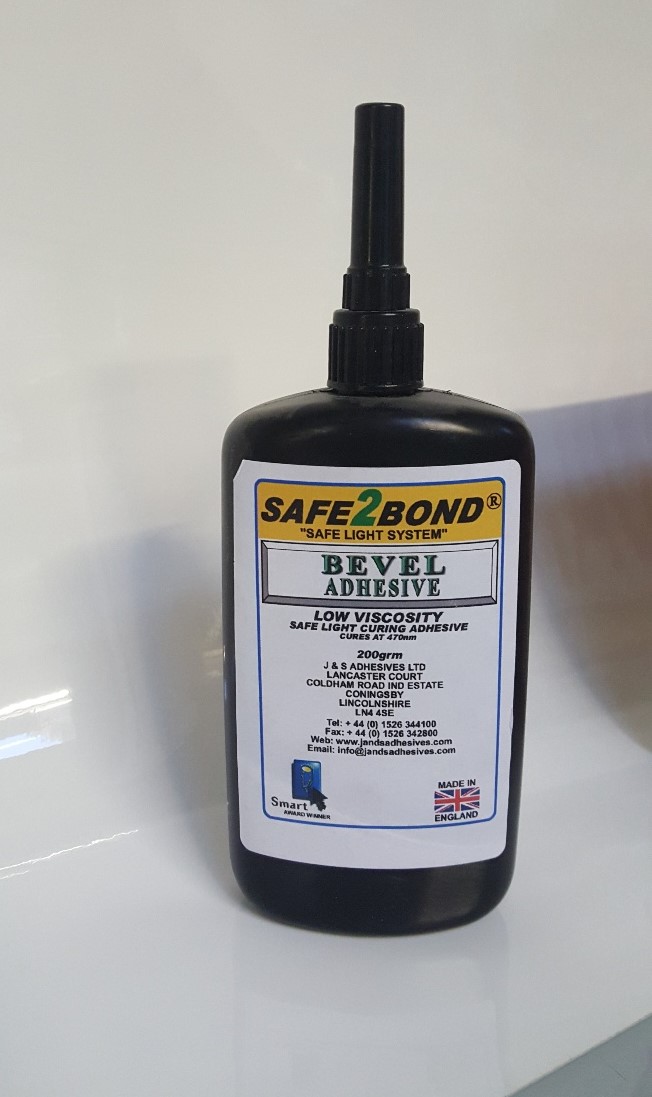 SAFE2BOND®
"SAFE LIGHT SYSTEM"
BEVEL
ADHESIVE
LOW VISCOSITY
SAFE LIGHT CURING ADHESIVE
CURES AT 470nm
200grm
J & S ADHESIVES LTD
LANCASTER COURT
COLDHAM ROAD IND ESTATE
CONINGSBY
LINCOLNSHIRE
LN4 4SE
Tel: + 44 (0) 1526 344100
Fax: + 44 (0) 1526 342800
Web: www.jandsadhesives.com
Email: info@jandsadhesives.com
Smart
AWARD WINNER
MADE IN
ENGLAND